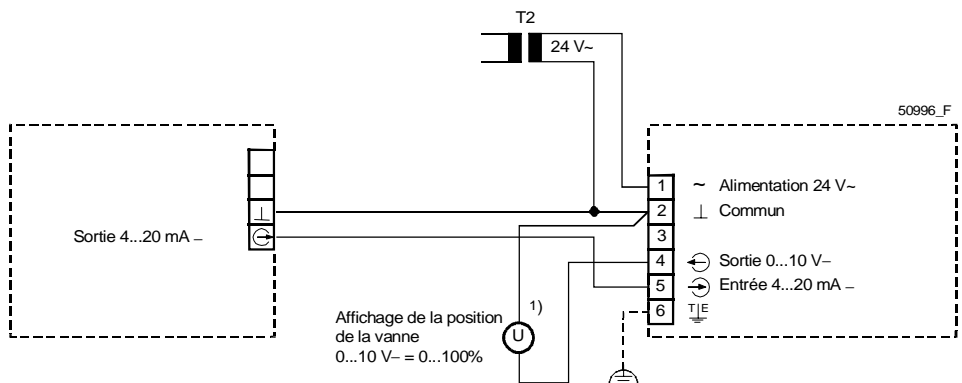 T2
24 V~
50996_F
1 ~ Alimentation 24 V~
2 ⊥ Commun
3
Sortie 4...20 mA ⎓
4 Sortie 0...10 V⎓
5 Entrée 4...20 mA ⎓
6 T E
Affichage de la position
de la vanne
0...10 V⎓ = 0...100%
1)
U